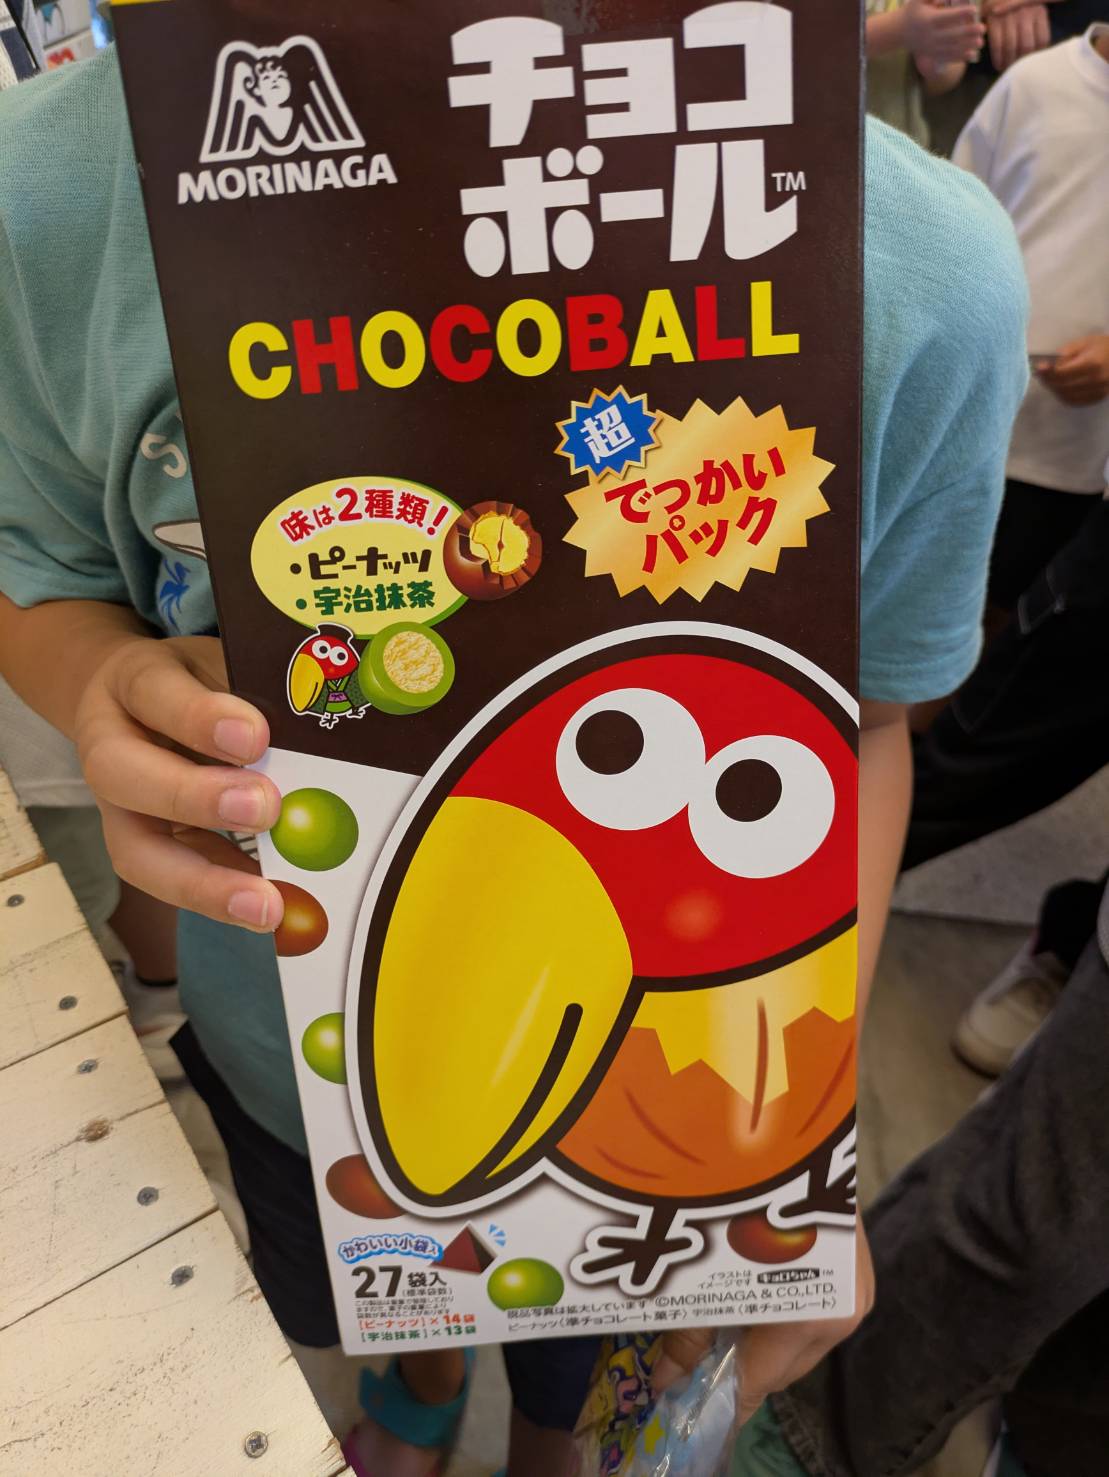 MORINAGA
チョコ
ボール™
CHOCOBALL
超
でっかい
パック
味は2種類!
・ピーナッツ
・宇治抹茶
かわいい小袋入
27袋入
(標準袋数)
[ピーナッツ]×14袋
[宇治抹茶]×13袋
イラストは
イメージです
キョロちゃん™
現品写真は拡大しています ©MORINAGA & CO.,LTD.
ピーナッツ〈準チョコレート菓子〉宇治抹茶〈準チョコレート〉